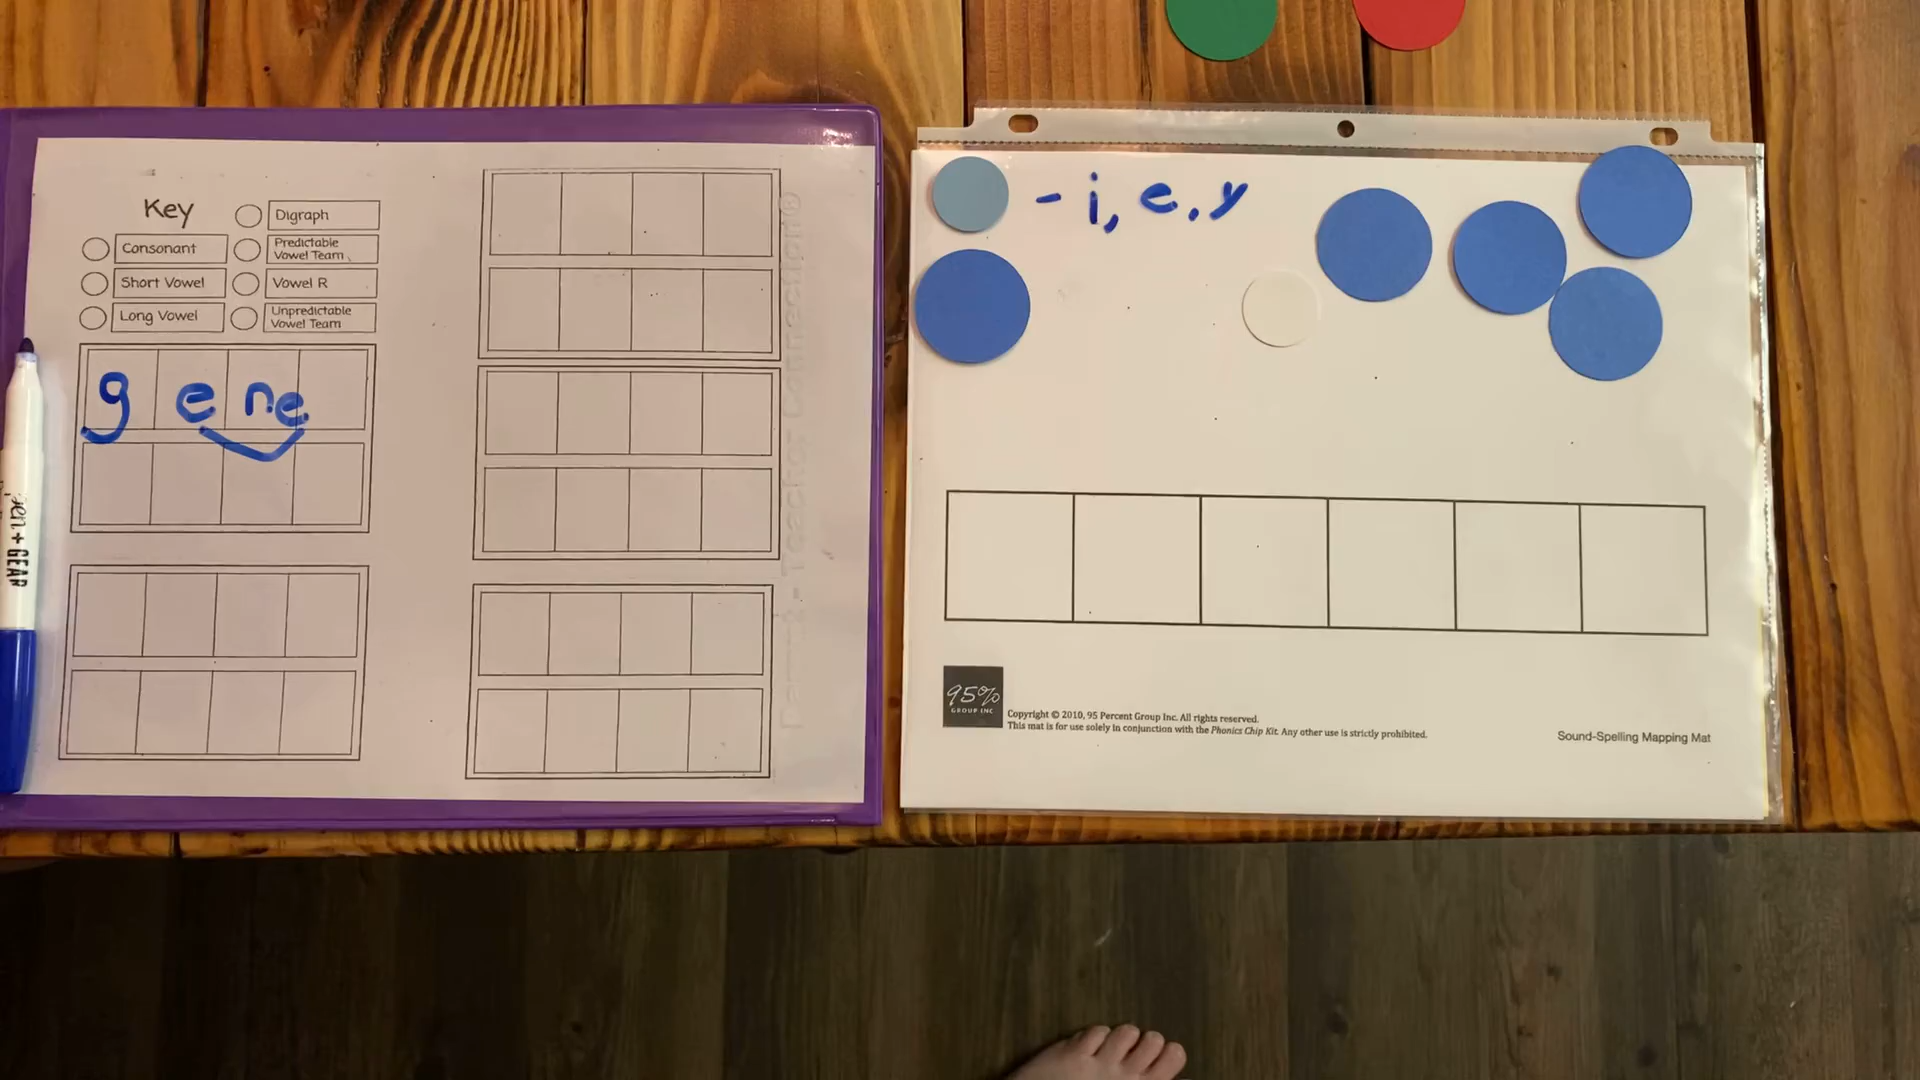 Key
Digraph
Consonant
Predictable
Vowel Team
Short Vowel
Vowel R
Long Vowel
Unpredictable
Vowel Team
g e ne
pen + GEAR
- i, e, y
95%
GROUP INC
Copyright © 2010, 95 Percent Group Inc. All rights reserved.
This mat is for use solely in conjunction with the Phonics Chip Kit. Any other use is strictly prohibited.
Sound-Spelling Mapping Mat